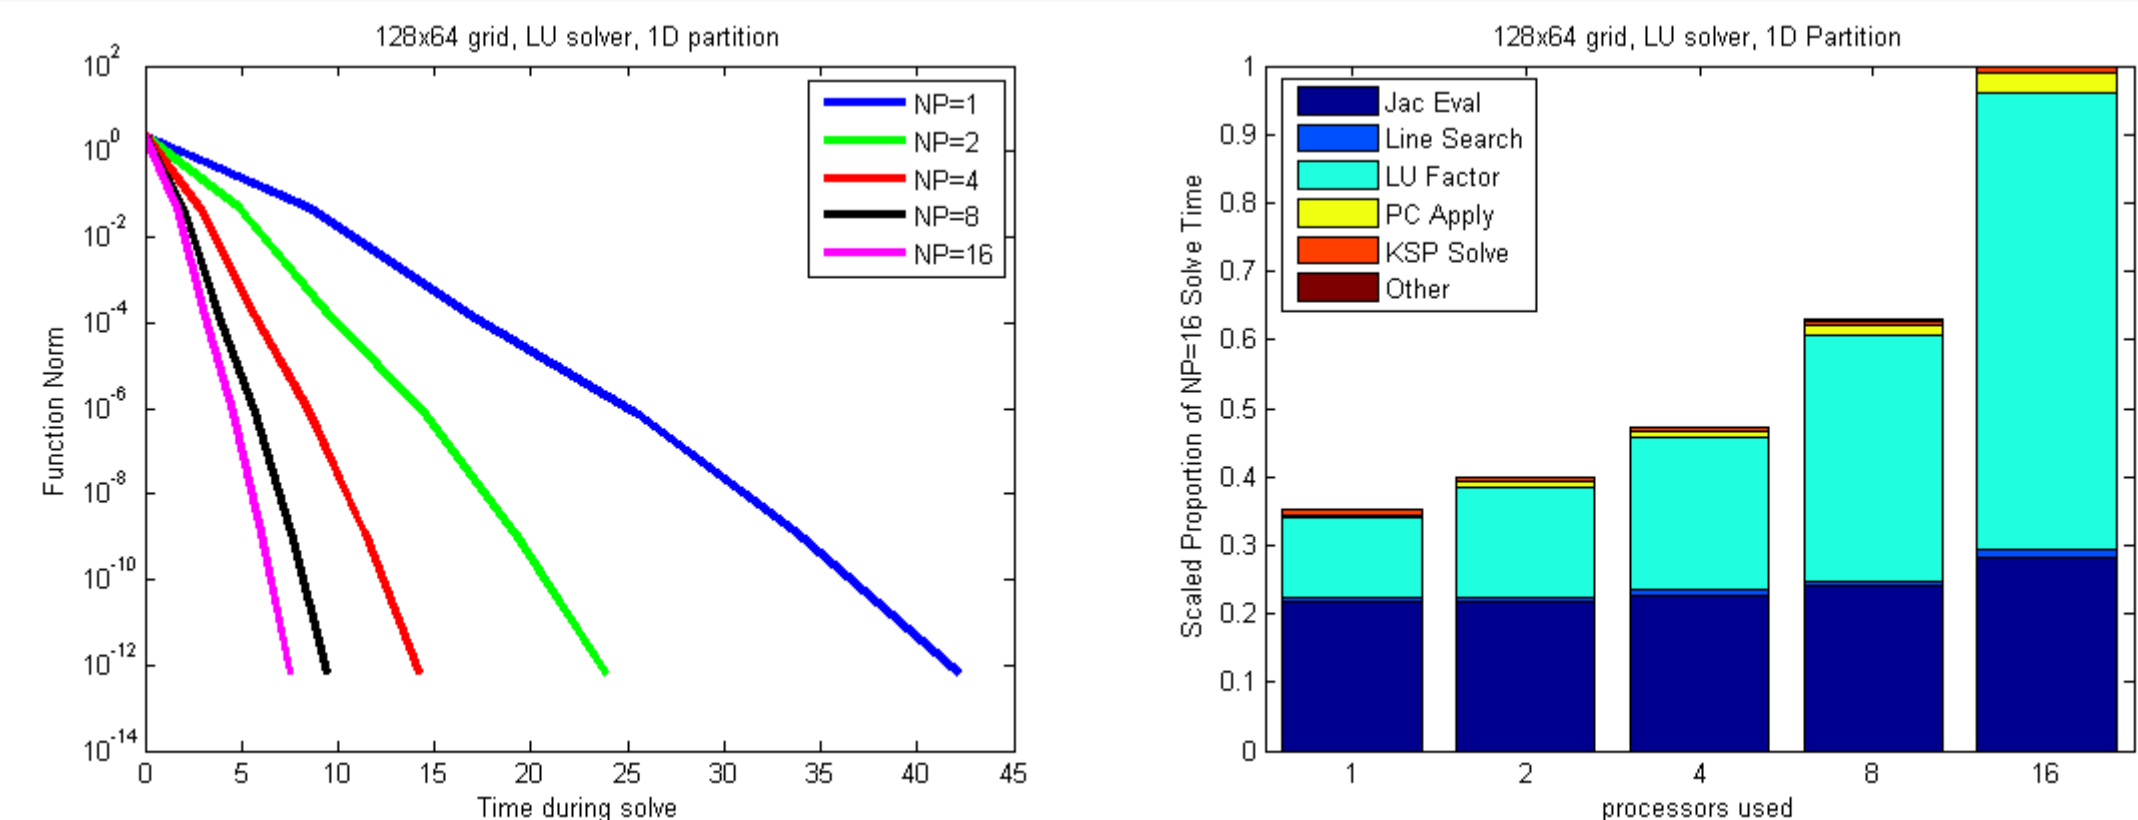 128x64 grid, LU solver, 1D partition
10^2
10^0
10^-2
10^-4
10^-6
10^-8
10^-10
10^-12
10^-14
Function Norm
NP=1
NP=2
NP=4
NP=8
NP=16
0 5 10 15 20 25 30 35 40 45
Time during solve
128x64 grid, LU solver, 1D Partition
1
0.9
0.8
0.7
0.6
0.5
0.4
0.3
0.2
0.1
0
Scaled Proportion of NP=16 Solve Time
Jac Eval
Line Search
LU Factor
PC Apply
KSP Solve
Other
1 2 4 8 16
processors used